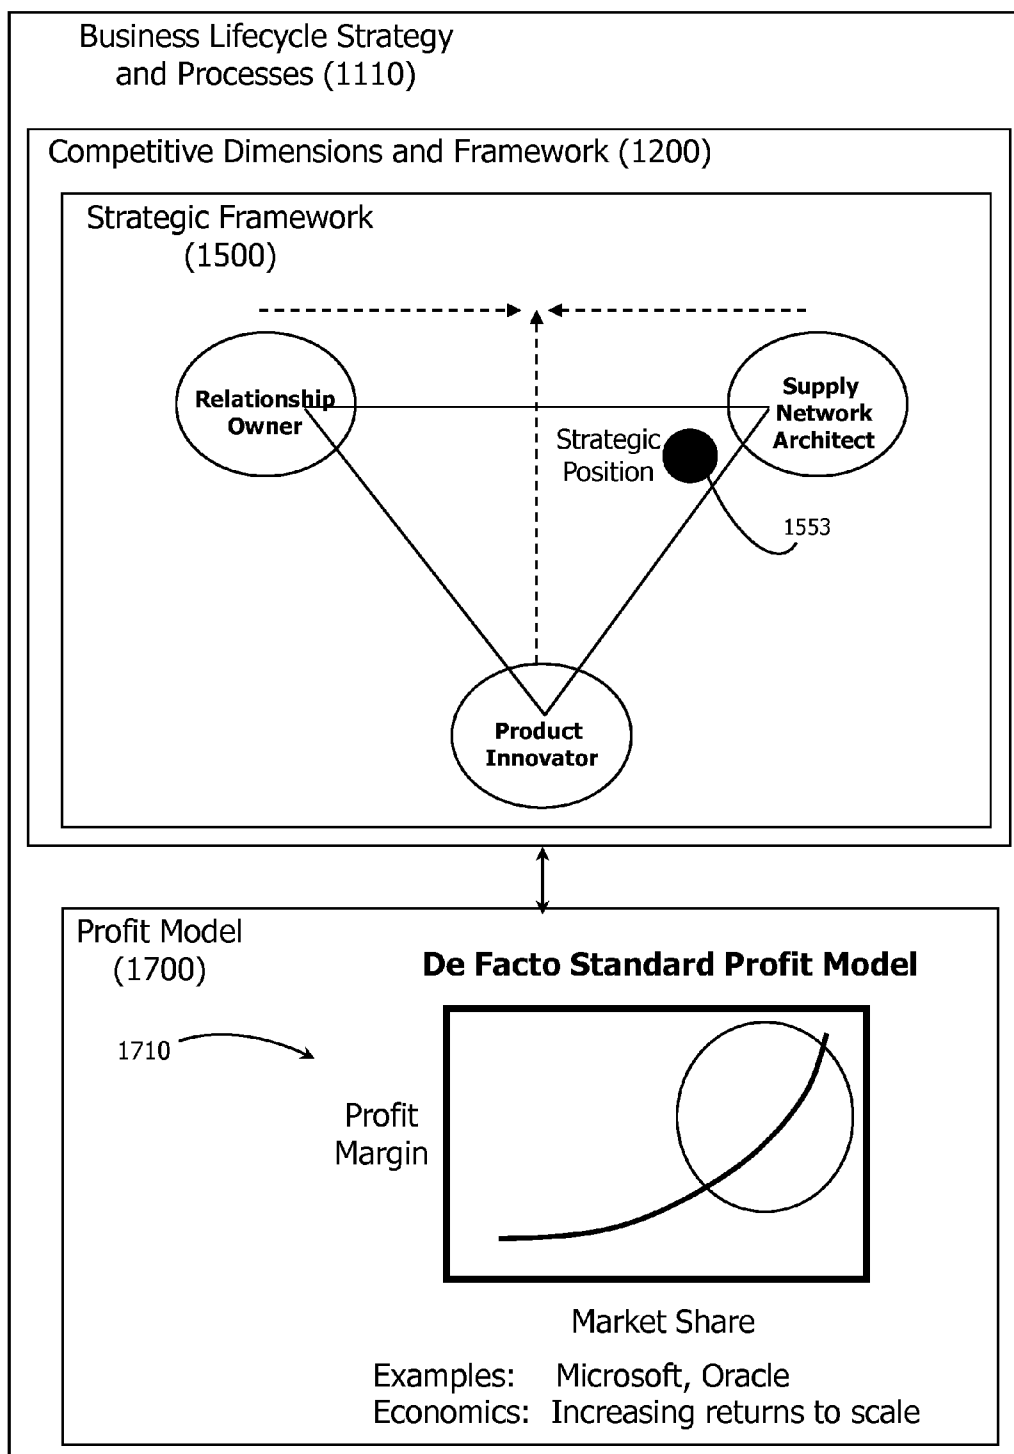 Business Lifecycle Strategy
and Processes (1110)
Competitive Dimensions and Framework (1200)
Strategic Framework
(1500)
Relationship
Owner
Supply
Network
Architect
Strategic
Position
1553
Product
Innovator
Profit Model
(1700)
De Facto Standard Profit Model
1710
Profit
Margin
Market Share
Examples: Microsoft, Oracle
Economics: Increasing returns to scale